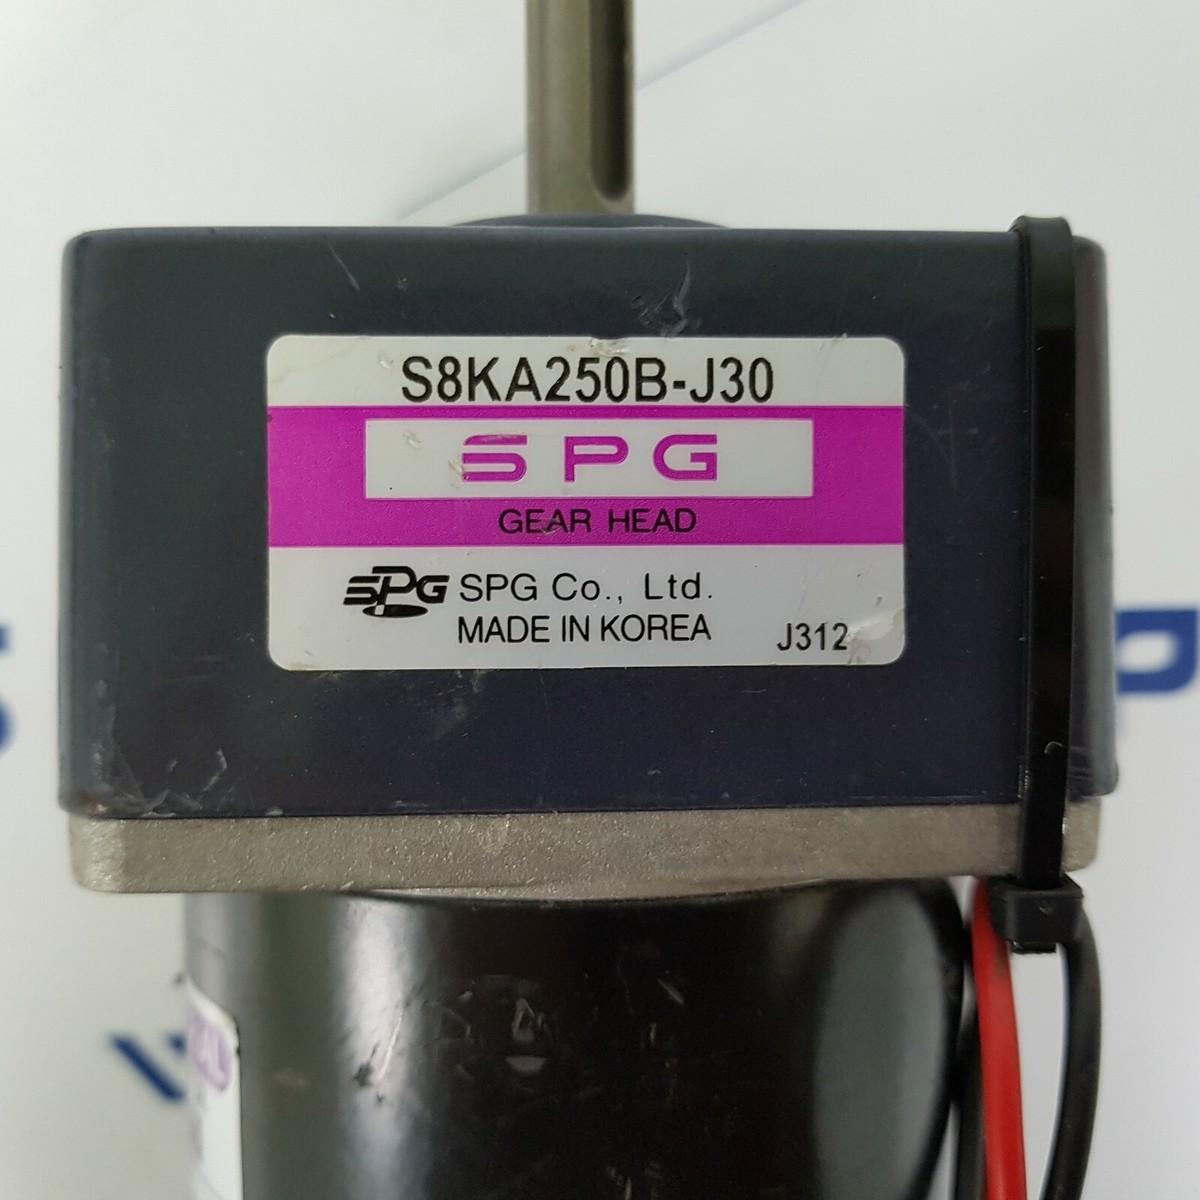 S8KA250B-J30
SPG
GEAR HEAD
SPG SPG Co., Ltd.
MADE IN KOREA
J312